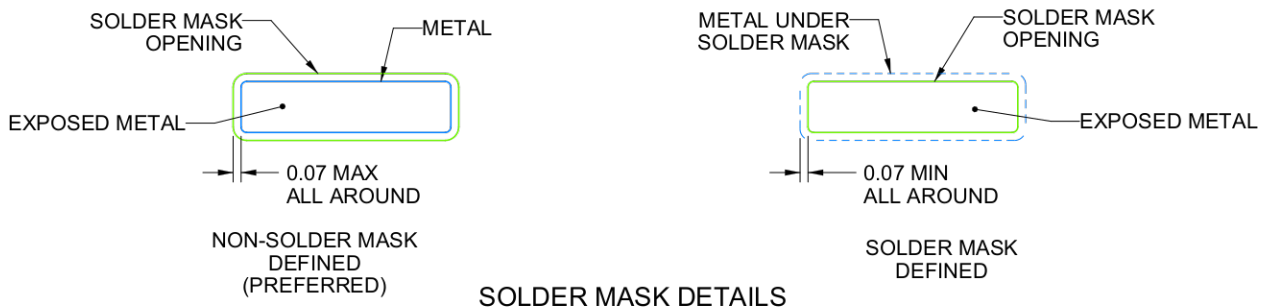 SOLDER MASK
OPENING
METAL
EXPOSED METAL
0.07 MAX
ALL AROUND
NON-SOLDER MASK
DEFINED
(PREFERRED)
METAL UNDER
SOLDER MASK
SOLDER MASK
OPENING
EXPOSED METAL
0.07 MIN
ALL AROUND
SOLDER MASK
DEFINED
SOLDER MASK DETAILS